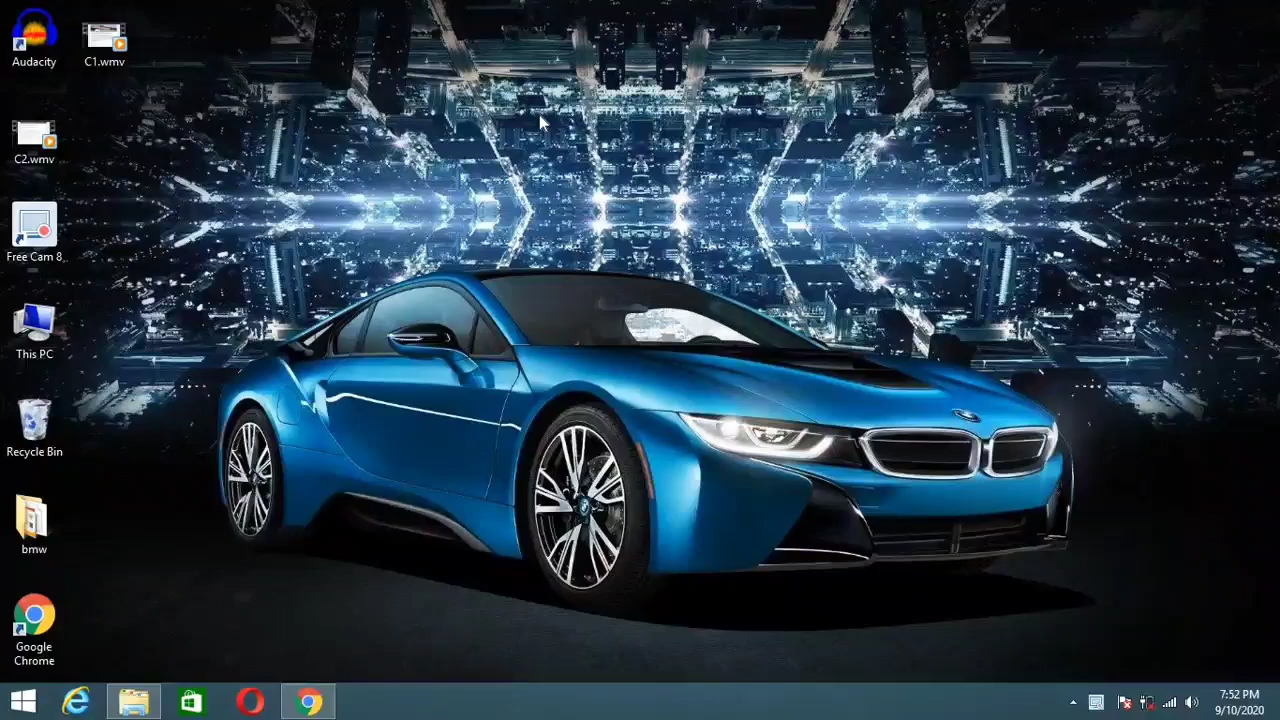 Audacity
C1.wmv
C2.wmv
Free Cam 8
This PC
Recycle Bin
bmw
Google
Chrome
7:52 PM
9/10/2020